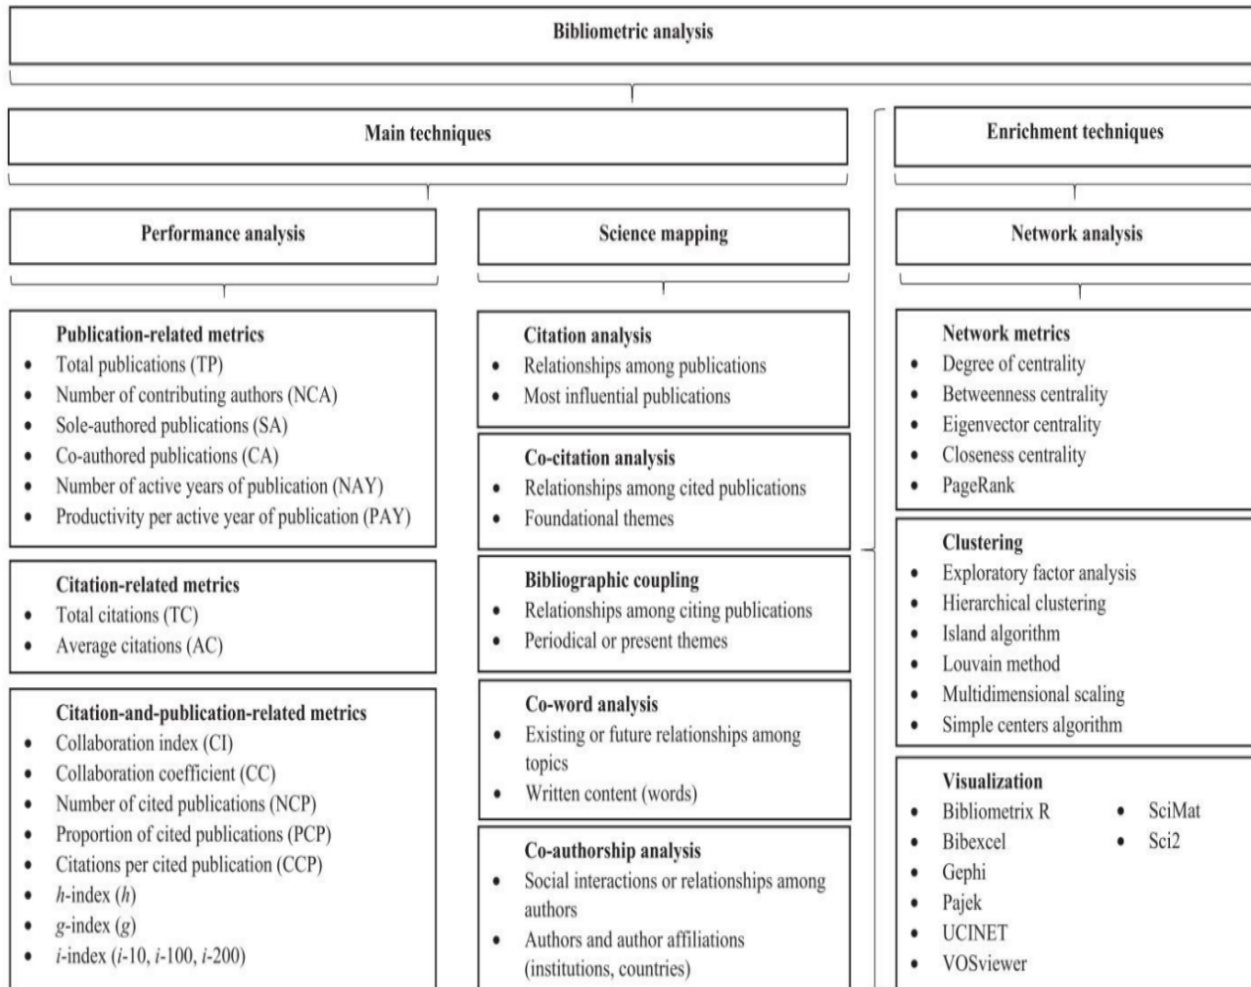 Bibliometric analysis
Main techniques
Enrichment techniques
Performance analysis
Science mapping
Network analysis
Publication-related metrics
• Total publications (TP)
• Number of contributing authors (NCA)
• Sole-authored publications (SA)
• Co-authored publications (CA)
• Number of active years of publication (NAY)
• Productivity per active year of publication (PAY)
Citation-related metrics
• Total citations (TC)
• Average citations (AC)
Citation-and-publication-related metrics
• Collaboration index (CI)
• Collaboration coefficient (CC)
• Number of cited publications (NCP)
• Proportion of cited publications (PCP)
• Citations per cited publication (CCP)
• h-index (h)
• g-index (g)
• i-index (i-10, i-100, i-200)
Citation analysis
• Relationships among publications
• Most influential publications
Co-citation analysis
• Relationships among cited publications
• Foundational themes
Bibliographic coupling
• Relationships among citing publications
• Periodical or present themes
Co-word analysis
• Existing or future relationships among
topics
• Written content (words)
Co-authorship analysis
• Social interactions or relationships among
authors
• Authors and author affiliations
(institutions, countries)
Network metrics
• Degree of centrality
• Betweenness centrality
• Eigenvector centrality
• Closeness centrality
• PageRank
Clustering
• Exploratory factor analysis
• Hierarchical clustering
• Island algorithm
• Louvain method
• Multidimensional scaling
• Simple centers algorithm
Visualization
• Bibliometrix R
• Bibexcel
• Gephi
• Pajek
• UCINET
• VOSviewer
• SciMat
• Sci2